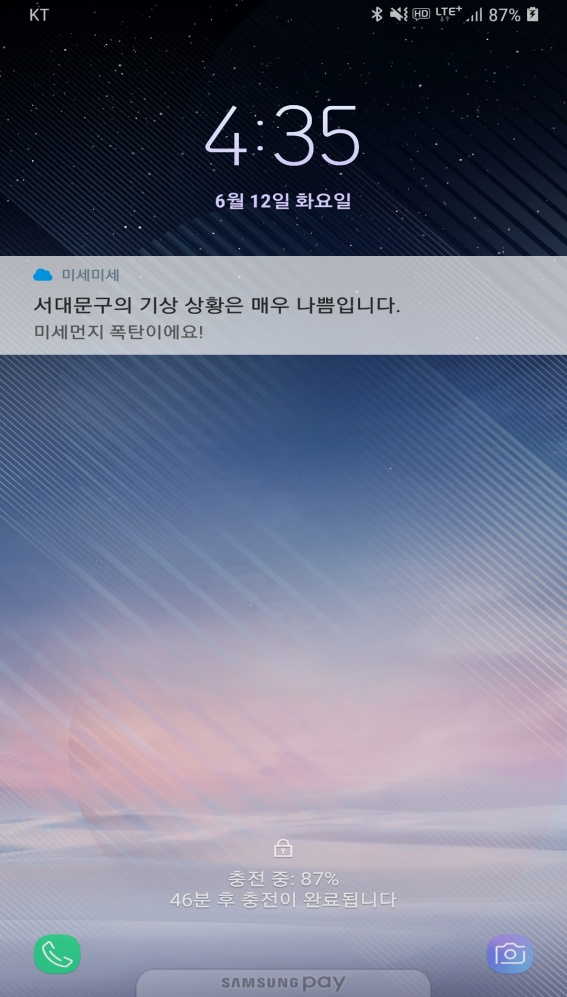 KT HD LTE+ 87%
4:35
6월 12일 화요일
미세미세
서대문구의 기상 상황은 매우 나쁨입니다.
미세먼지 폭탄이에요!
충전 중: 87%
46분 후 충전이 완료됩니다
SAMSUNG pay